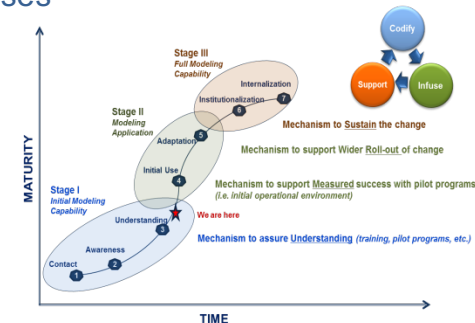 ses
Codify
Support
Infuse
Stage III
Full Modeling
Capability
Internalization
Institutionalization
7
6
Mechanism to Sustain the change
Stage II
Modeling
Application
Adaptation
5
Mechanism to support Wider Roll-out of change
Initial Use
4
Mechanism to support Measured success with pilot programs
(i.e. initial operational environment)
Stage I
Initial Modeling
Capability
Understanding
3
We are here
Mechanism to assure Understanding (training, pilot programs, etc.)
Awareness
2
Contact
1
MATURITY
TIME